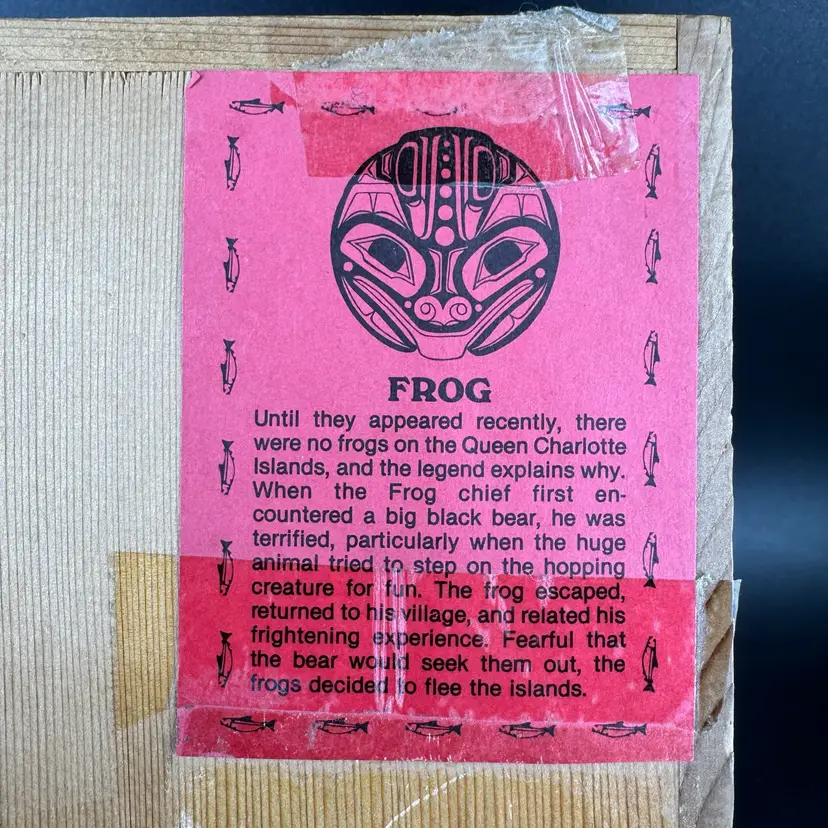 FROG
Until they appeared recently, there
were no frogs on the Queen Charlotte
Islands, and the legend explains why.
When the Frog chief first en-
countered a big black bear, he was
terrified, particularly when the huge
animal tried to step on the hopping
creature for fun. The frog escaped,
returned to his village, and related his
frightening experience. Fearful that
the bear would seek them out, the
frogs decided to flee the islands.